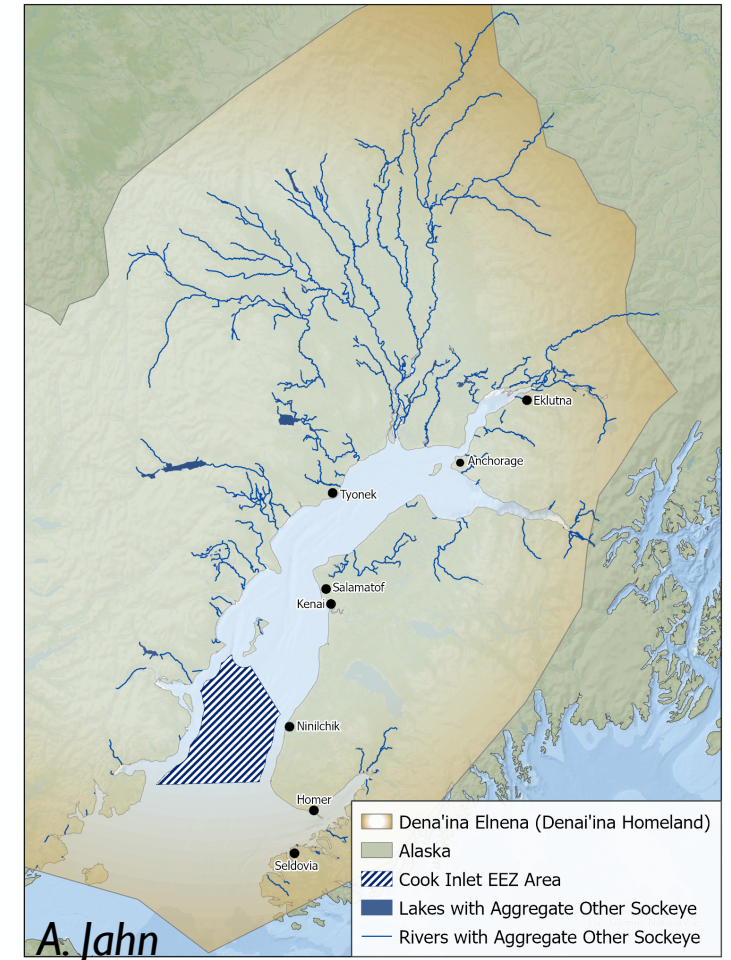 Eklutna
Anchorage
Tyonek
Salamatof
Kenai
Ninilchik
Homer
Seldovia
Dena'ina Elnena (Denai'ina Homeland)
Alaska
Cook Inlet EEZ Area
Lakes with Aggregate Other Sockeye
Rivers with Aggregate Other Sockeye
A. Jahn